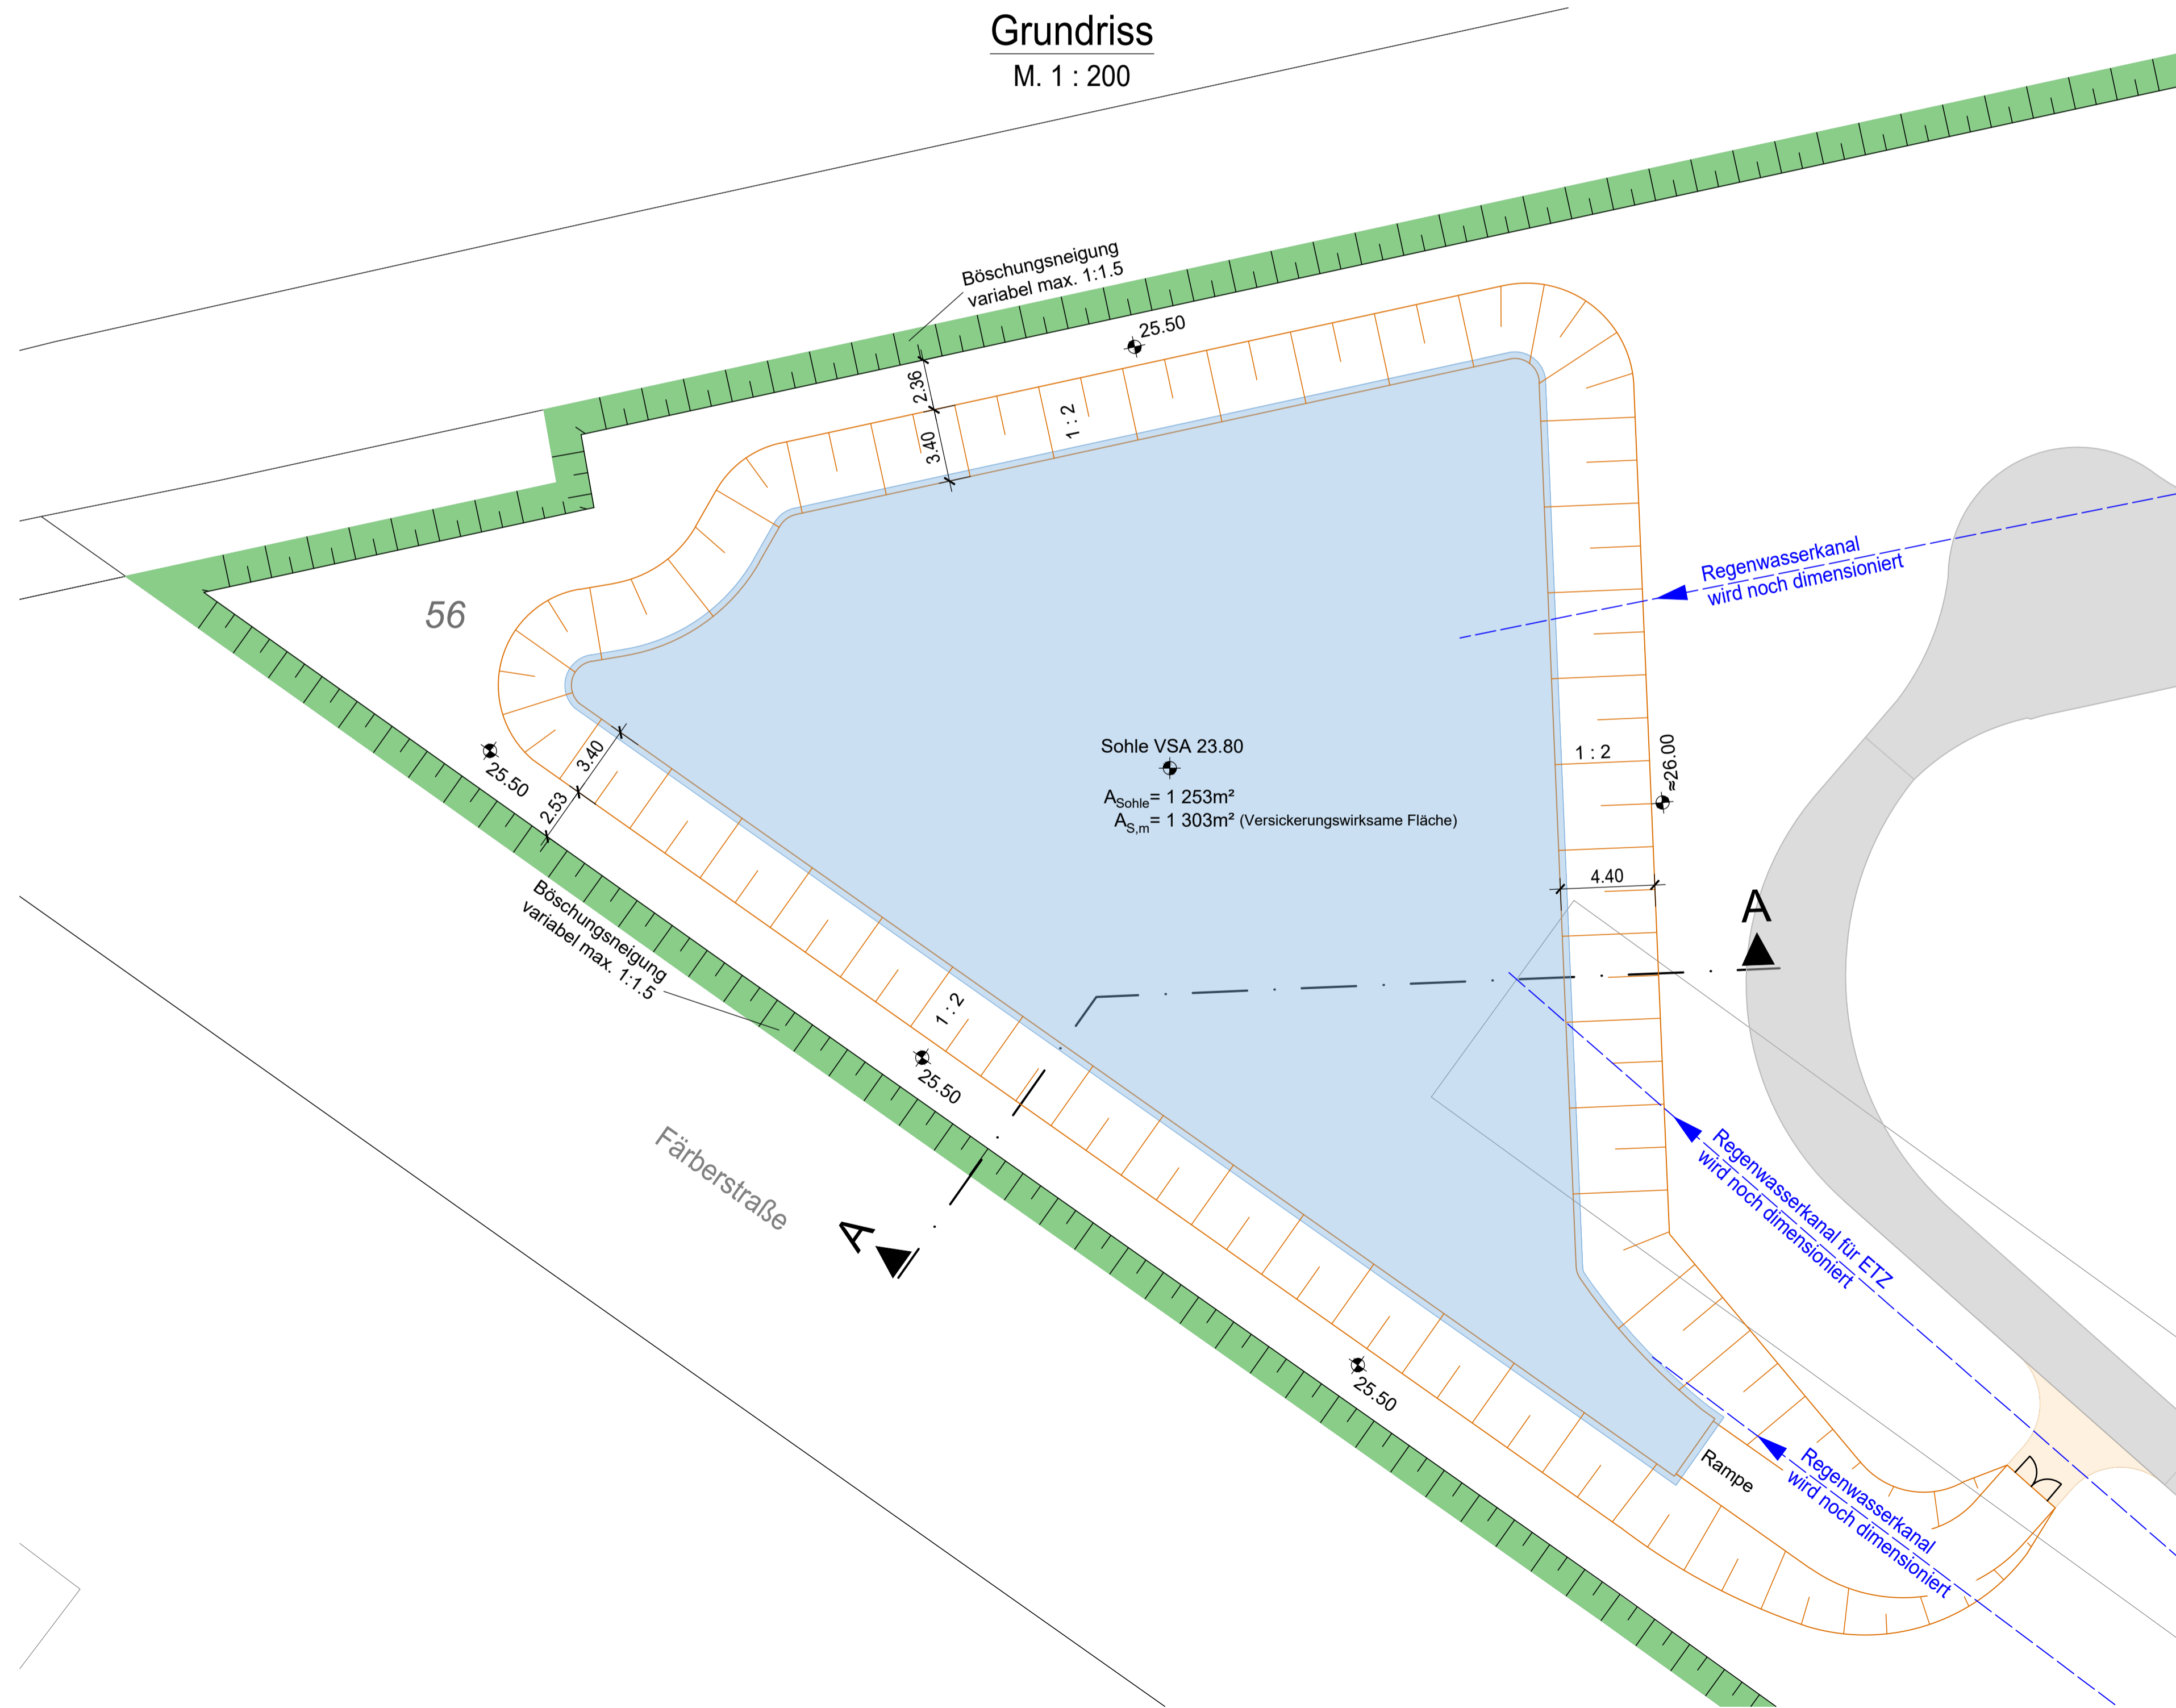 Grundriss
M. 1 : 200
Böschungsneigung
variabel max. 1:1.5
25.50
2.36
3.40
1 : 2
Regenwasserkanal
wird noch dimensioniert
56
Sohle VSA 23.80
ASohle= 1 253m²
AS,m= 1 303m² (Versickerungswirksame Fläche)
1 : 2
≈26.00
25.50
3.40
2.53
4.40
A
Böschungsneigung
variabel max. 1:1.5
1 : 2
25.50
Färberstraße
A
Regenwasserkanal für ETZ
wird noch dimensioniert
25.50
Rampe
Regenwasserkanal
wird noch dimensioniert